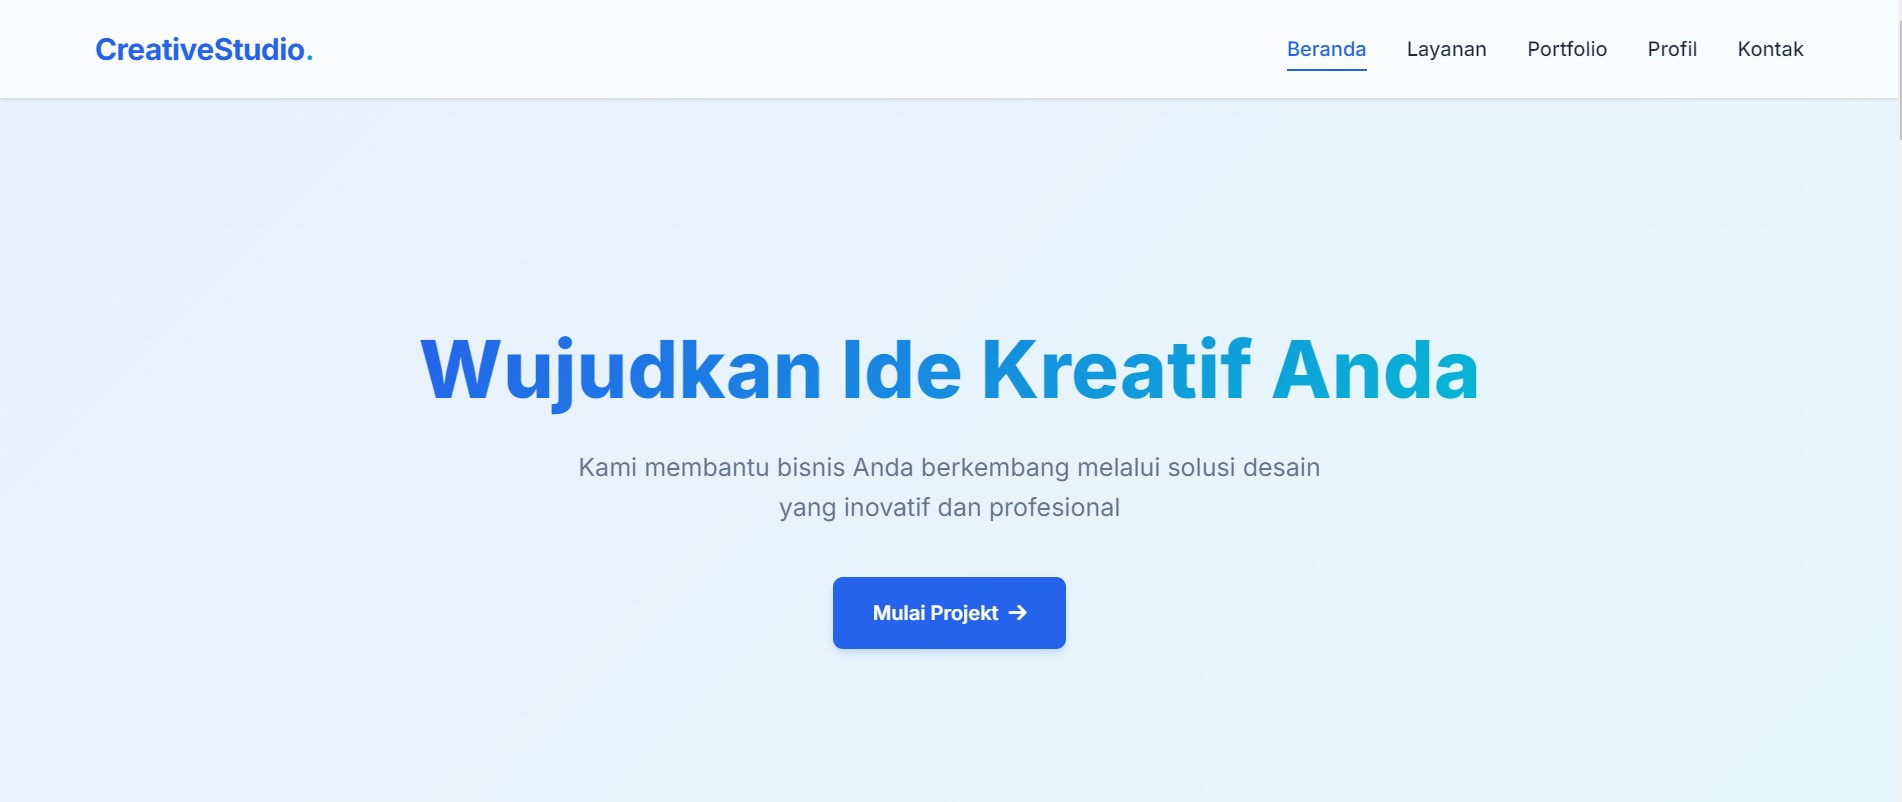 CreativeStudio.
Beranda Layanan Portfolio Profil Kontak
Wujudkan Ide Kreatif Anda
Kami membantu bisnis Anda berkembang melalui solusi desain
yang inovatif dan profesional
Mulai Projekt →